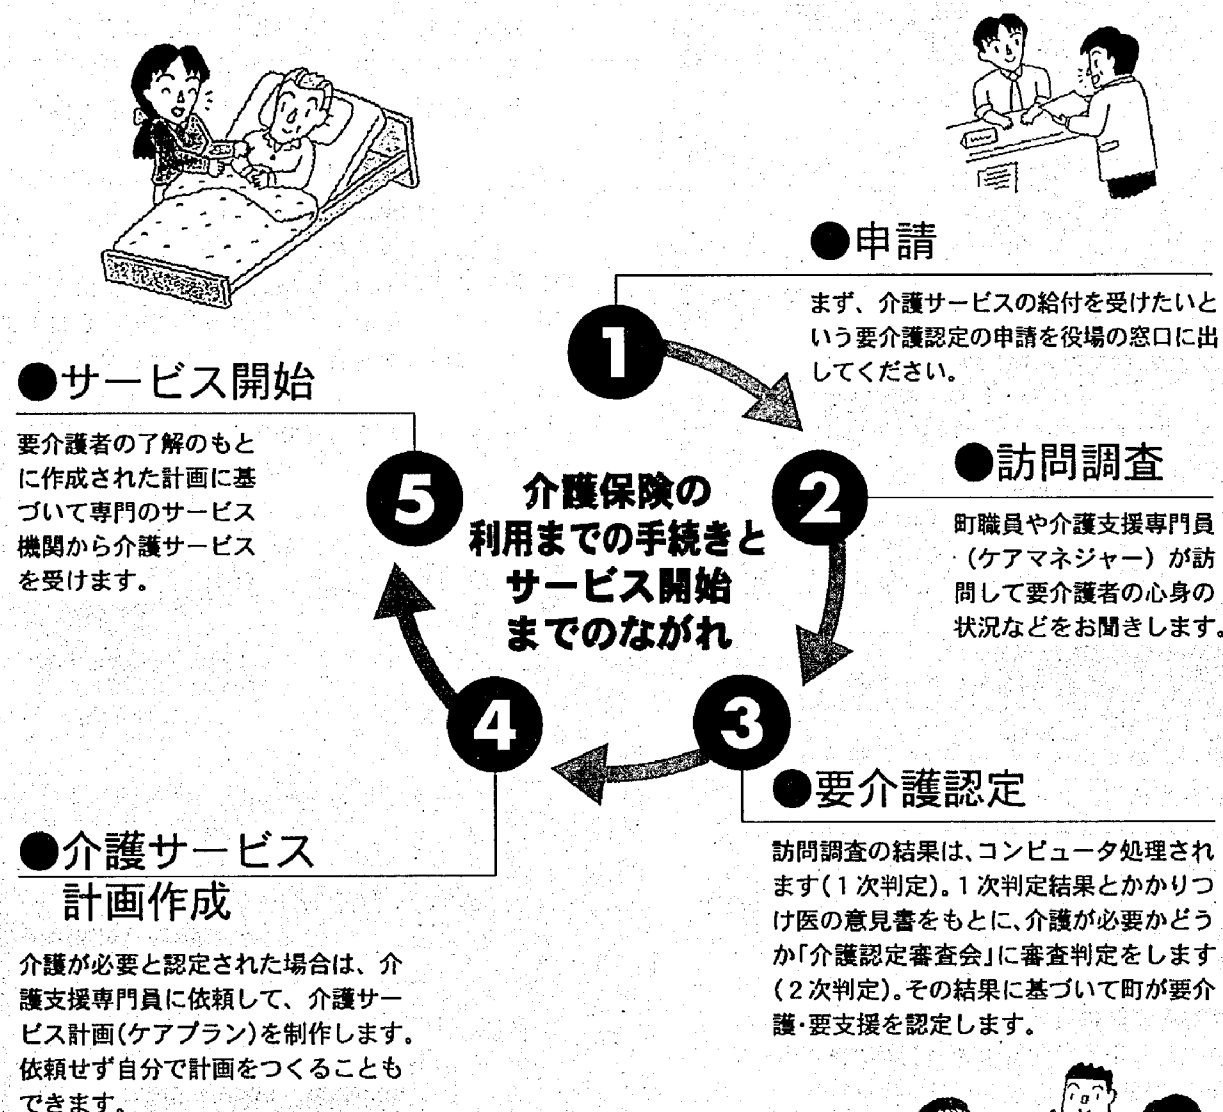 介護保険の
利用までの手続きと
サービス開始
までのながれ
1
●申請
まず、介護サービスの給付を受けたいと
いう要介護認定の申請を役場の窓口に出
してください。
2
●訪問調査
町職員や介護支援専門員
（ケアマネジャー）が訪
問して要介護者の心身の
状況などをお聞きします。
3
●要介護認定
訪問調査の結果は、コンピュータ処理され
ます(1次判定)。1次判定結果とかかりつ
け医の意見書をもとに、介護が必要かどう
か｢介護認定審査会｣に審査判定をします
(2次判定)。その結果に基づいて町が要介
護･要支援を認定します。
4
●介護サービス
計画作成
介護が必要と認定された場合は、介
護支援専門員に依頼して、介護サー
ビス計画(ケアプラン)を制作します。
依頼せず自分で計画をつくることも
できます。
5
●サービス開始
要介護者の了解のもと
に作成された計画に基
づいて専門のサービス
機関から介護サービス
を受けます。